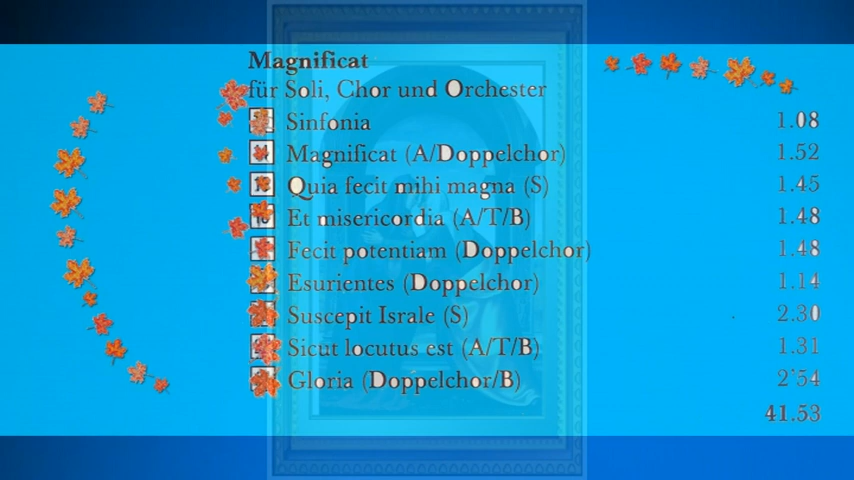 Magnificat
für Soli, Chor und Orchester
Sinfonia 1.08
Magnificat (A/Doppelchor) 1.52
Quia fecit mihi magna (S) 1.45
Et misericordia (A/T/B) 1.48
Fecit potentiam (Doppelchor) 1.48
Esurientes (Doppelchor) 1.14
Suscepit Israle (S) 2.30
Sicut locutus est (A/T/B) 1.31
Gloria (Doppelchor/B) 2'54
41.53